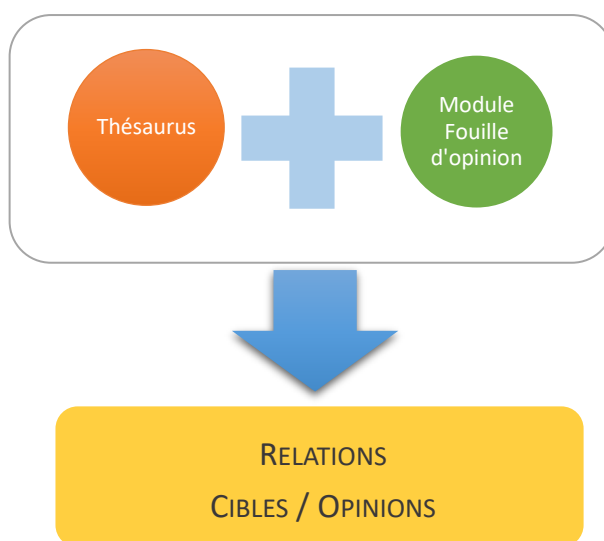 Thésaurus
Module
Fouille
d'opinion
RELATIONS
CIBLES / OPINIONS